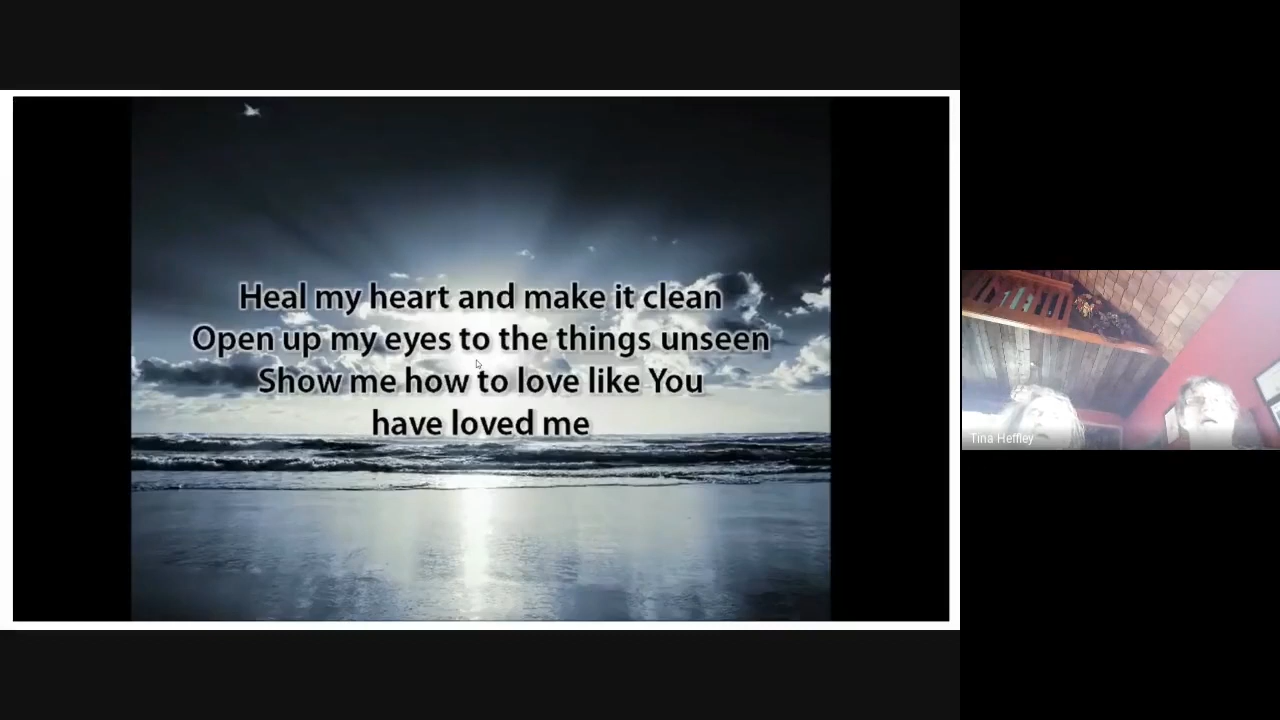 Heal my heart and make it clean
Open up my eyes to the things unseen
Show me how to love like You
have loved me
Tina Heffley